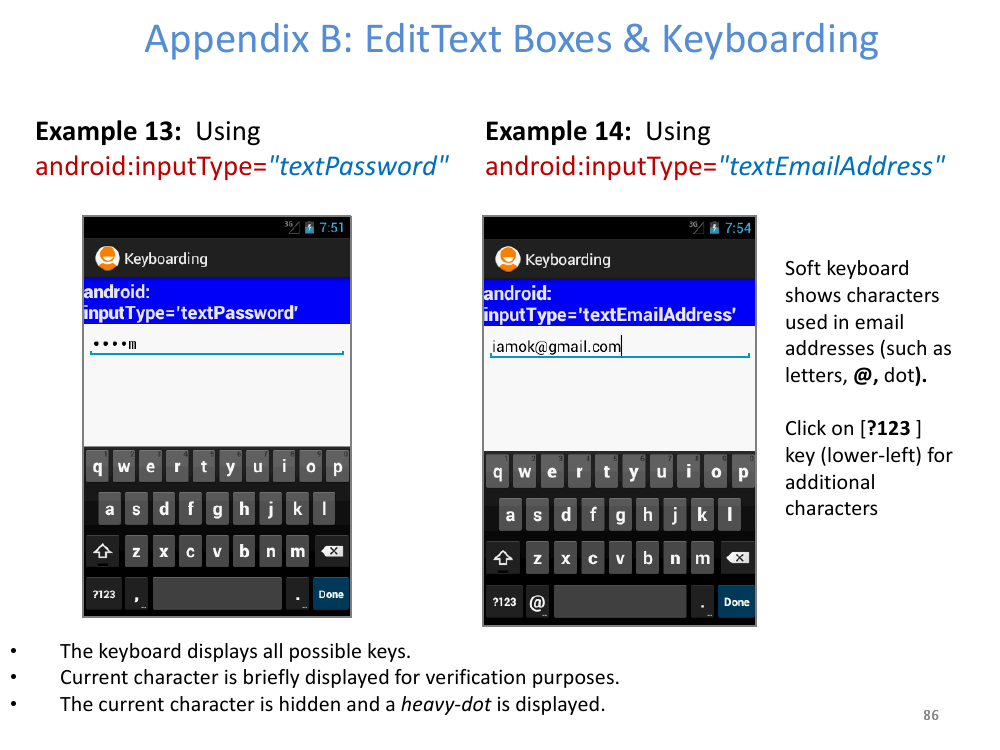 Appendix B: EditText Boxes & Keyboarding
Example 13: Using
android:inputType="textPassword"
Example 14: Using
android:inputType="textEmailAddress"
3G 7:51
Keyboarding
android:
inputType='textPassword'
••••m
q w e r t y u i o p
a s d f g h j k l
z x c v b n m
?123 , . Done
3G 7:54
Keyboarding
android:
inputType='textEmailAddress'
iamok@gmail.com
q w e r t y u i o p
a s d f g h j k l
z x c v b n m
?123 @ . Done
Soft keyboard
shows characters
used in email
addresses (such as
letters, @, dot).
Click on [?123 ]
key (lower-left) for
additional
characters
• The keyboard displays all possible keys.
• Current character is briefly displayed for verification purposes.
• The current character is hidden and a heavy-dot is displayed.
86